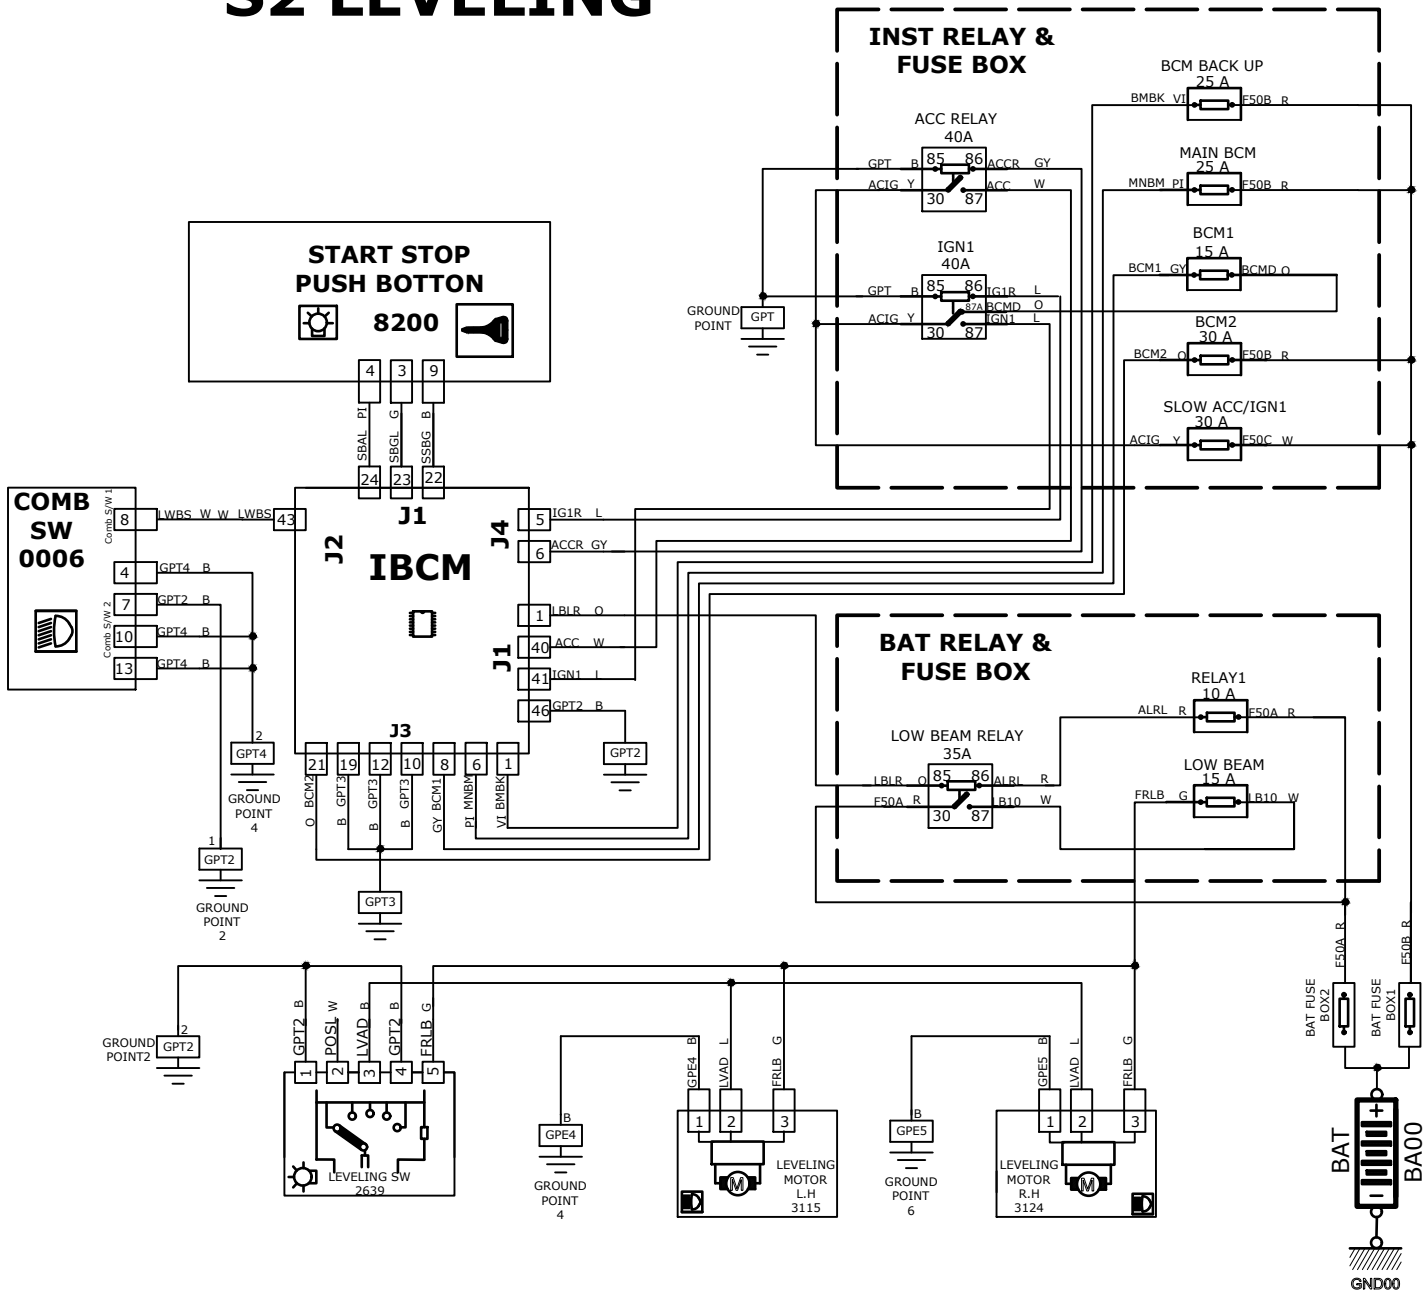 S2 LEVELING
INST RELAY &
FUSE BOX
ACC RELAY
40A
GPT B 85 86 ACCR GY
ACIG Y 30 87 ACC W
IGN1
40A
GPT B 85 86 IG1R L
87A BCMD O
ACIG Y 30 87 IGN1 L
GROUND
POINT
GPT
BCM BACK UP
25 A
BMBK VI F50B R
MAIN BCM
25 A
MNBM PI F50B R
BCM1
15 A
BCM1 GY BCMD O
BCM2
30 A
BCM2 O F50B R
SLOW ACC/IGN1
30 A
ACIG Y F50C W
START STOP
PUSH BOTTON
8200
4 3 9
SBAL PI
SBGL G
SSBG B
24 23 22
J1
J2
J4
IBCM
J1
J3
COMB
SW
0006
Comb S/W 1
8 LWBS W W LWBS 43
Comb S/W 2
4 GPT4 B
7 GPT2 B
10 GPT4 B
13 GPT4 B
2
GPT4
GROUND
POINT
4
1
GPT2
GROUND
POINT
2
5 IG1R L
6 ACCR GY
1 LBLR O
40 ACC W
41 IGN1 L
46 GPT2 B
GPT2
21 19 12 10 8 6 1
O BCM2
B GPT3
B GPT3
B GPT3
GY BCM1
PI MNBM
VI BMBK
GPT3
BAT RELAY &
FUSE BOX
LOW BEAM RELAY
35A
LBLR O 85 86 ALRL R
F50A R 30 87 LB10 W
RELAY1
10 A
ALRL R F50A R
LOW BEAM
15 A
FRLB G LB10 W
F50A R
F50B R
BAT FUSE
BOX2
BAT FUSE
BOX1
GROUND
POINT2
2
GPT2
GPT2 B
POSL W
LVAD B
GPT2 B
FRLB G
1 2 3 4 5
LEVELING SW
2639
B
GPE4
GROUND
POINT
4
GPE4 B
LVAD L
FRLB G
1 2 3
M
LEVELING
MOTOR
L.H
3115
B
GPE5
GROUND
POINT
6
GPE5 B
LVAD L
FRLB G
1 2 3
M
LEVELING
MOTOR
R.H
3124
+
BAT
BA00
−
GND00